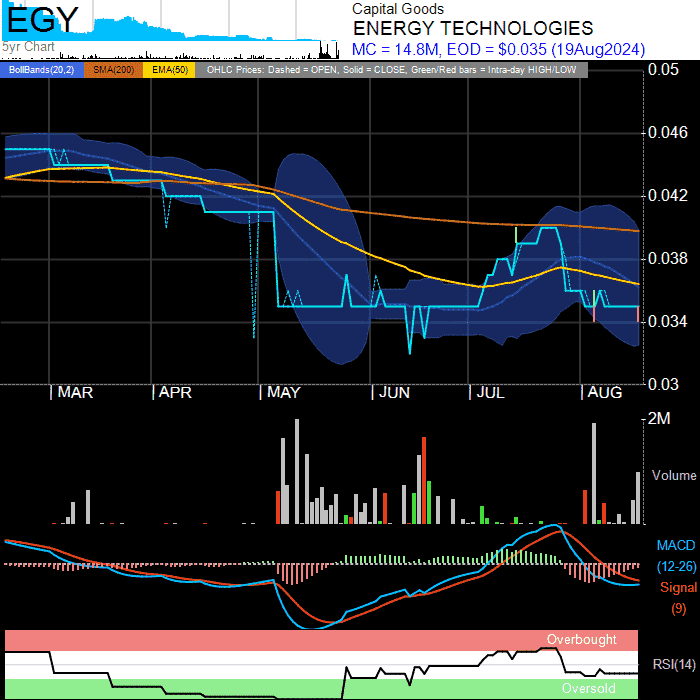 EGY
5yr Chart
Capital Goods
ENERGY TECHNOLOGIES
MC = 14.8M, EOD = $0.035 (19Aug2024)
BollBands(20,2) SMA(200) EMA(50) OHLC Prices: Dashed = OPEN, Solid = CLOSE, Green/Red bars = Intra-day HIGH/LOW
0.05
0.046
0.042
0.038
0.034
0.03
MAR APR MAY JUN JUL AUG
2M
Volume
MACD
(12-26)
Signal
(9)
Overbought
RSI(14)
Oversold